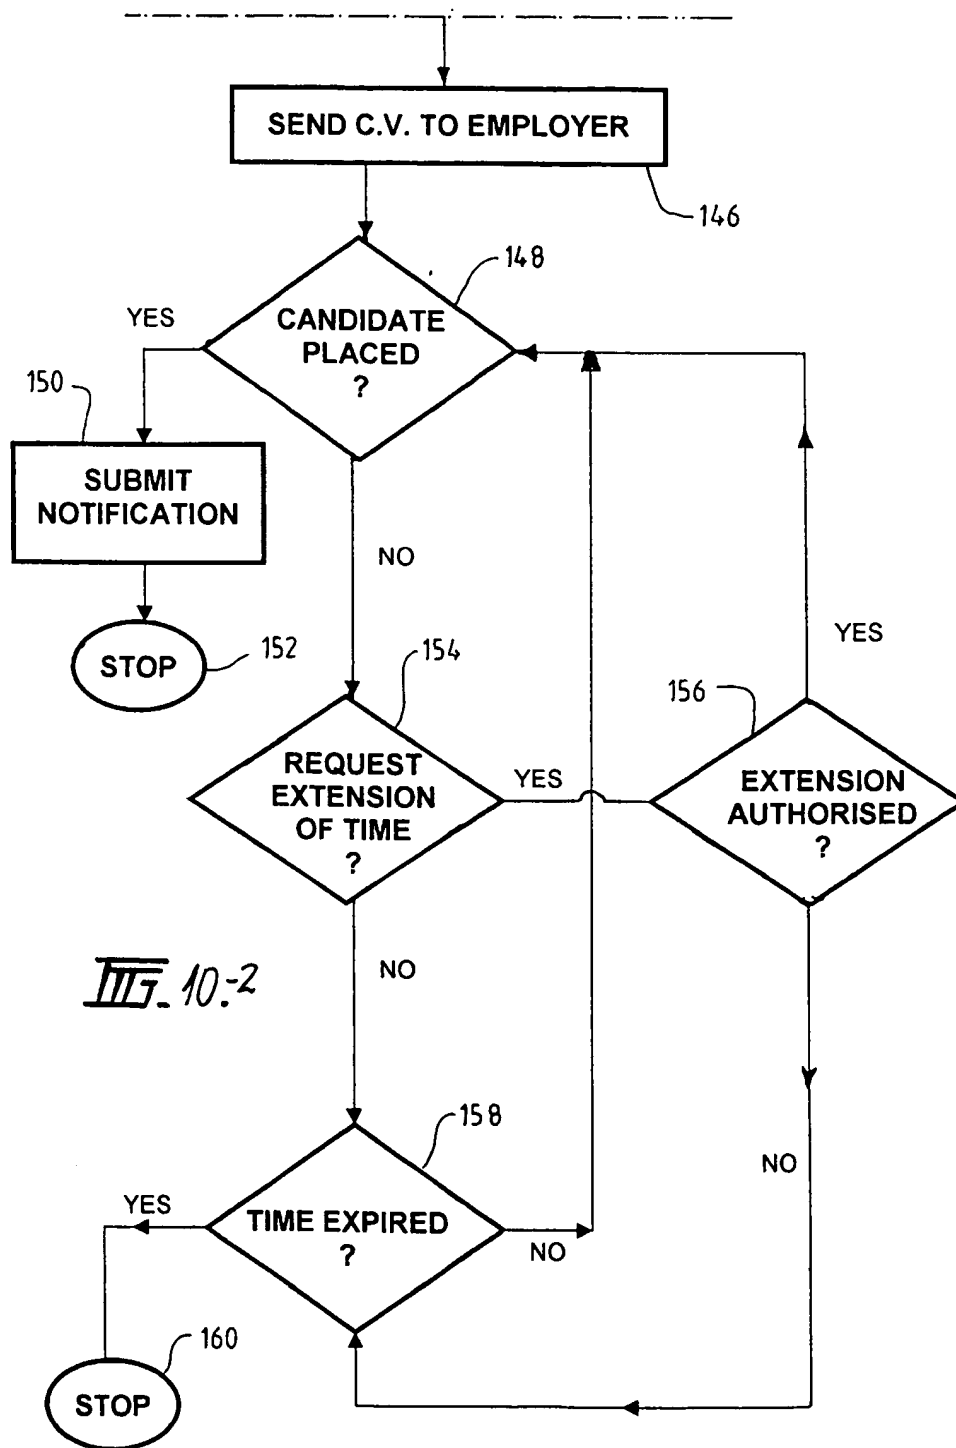 SEND C.V. TO EMPLOYER
146
148
CANDIDATE
PLACED
?
YES
150
SUBMIT
NOTIFICATION
NO
STOP
152
154
REQUEST
EXTENSION
OF TIME
?
YES
156
YES
EXTENSION
AUTHORISED
?
NO
FIG. 10.-2
158
NO
YES
TIME EXPIRED
?
NO
160
STOP